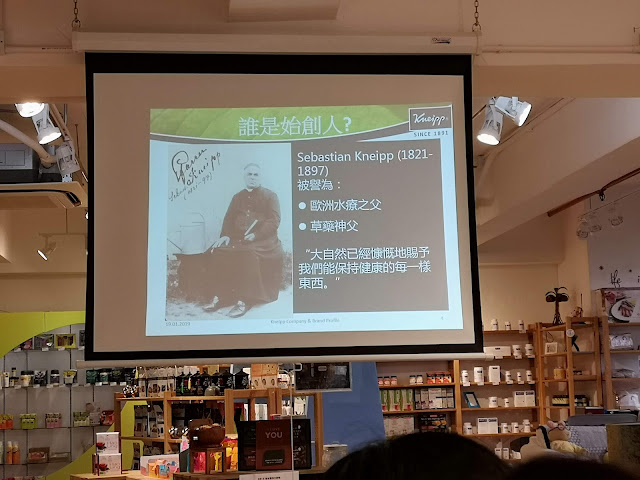 誰是始創人?
Kneipp
SINCE 1891
Sebastian Kneipp (1821-
1897)
被譽為：
● 歐洲水療之父
● 草藥神父
“大自然已經慷慨地賜予
我們能保持健康的每一樣
東西。”
Kneipp Company & Brand Profile
YOU